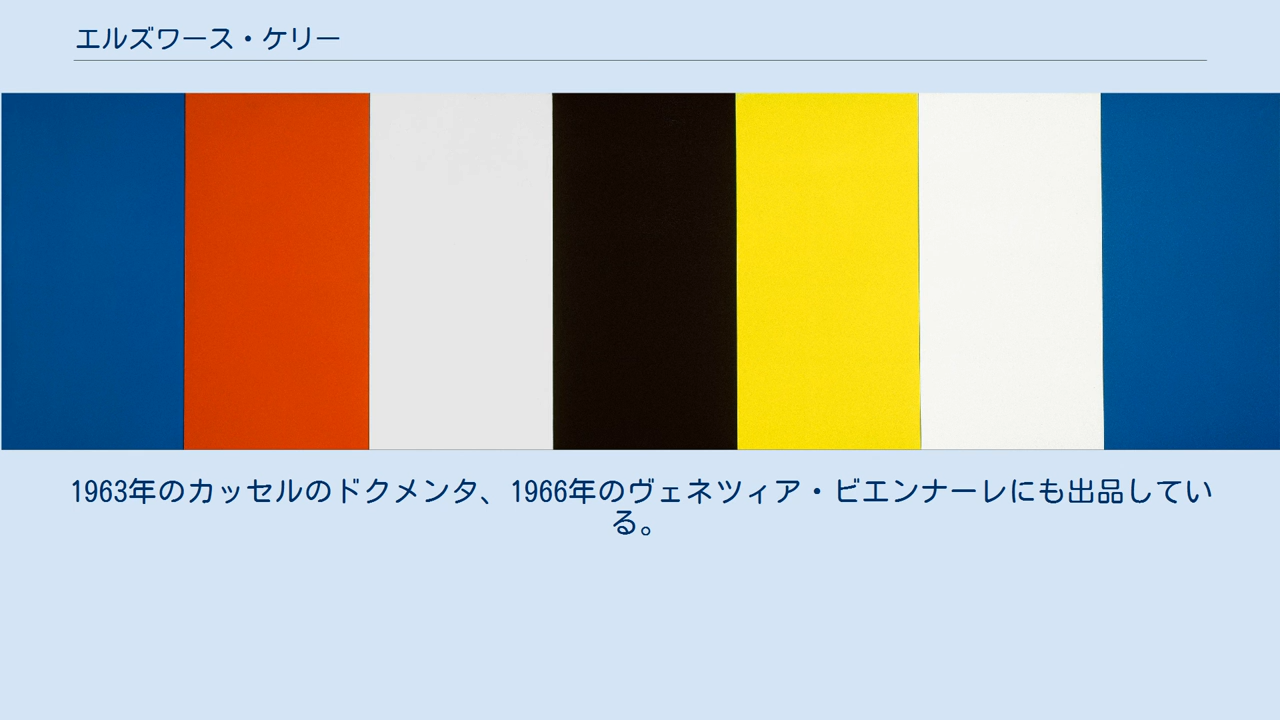 エルズワース・ケリー
1963年のカッセルのドクメンタ、1966年のヴェネツィア・ビエンナーレにも出品してい
る。